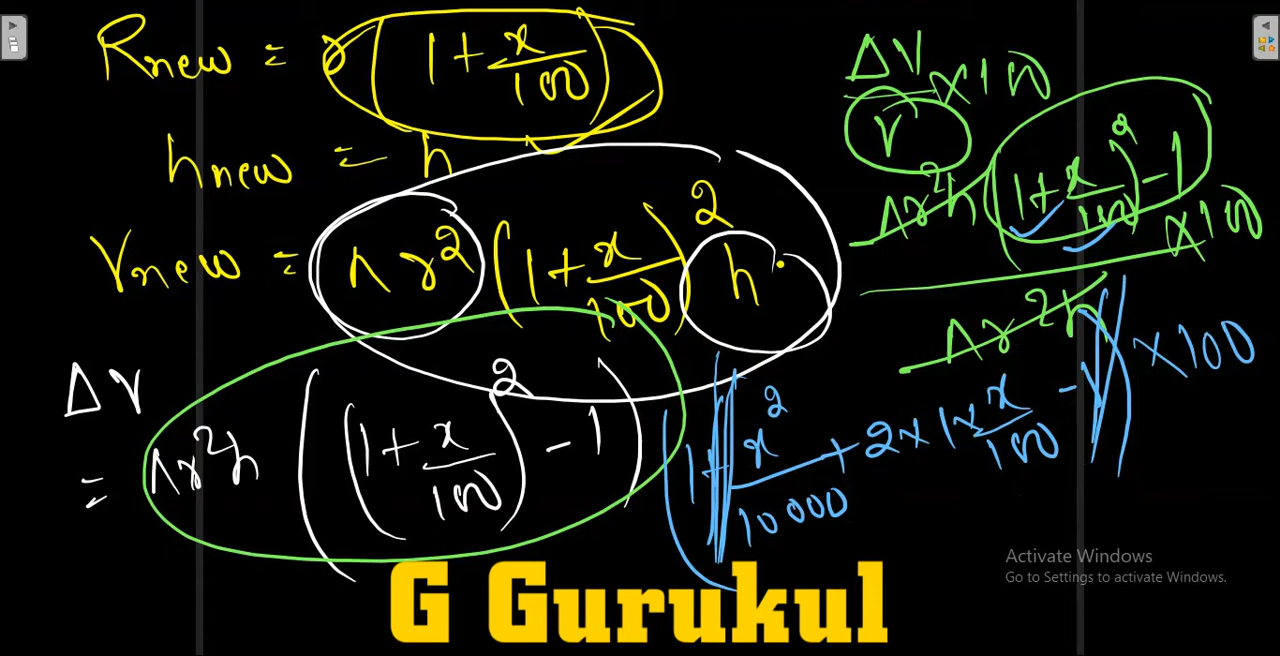 Rnew = r (1 + x/100)
hnew = h
Vnew = πr² (1 + x/100)² h
ΔV
= πr²h ((1 + x/100)² - 1)
ΔV/V × 100
πr²h ((1 + x/100)² - 1) × 100
πr²h
(1 + x²/10000 + 2 × 1 × x/100 - 1) × 100
Activate Windows
Go to Settings to activate Windows.
G Gurukul